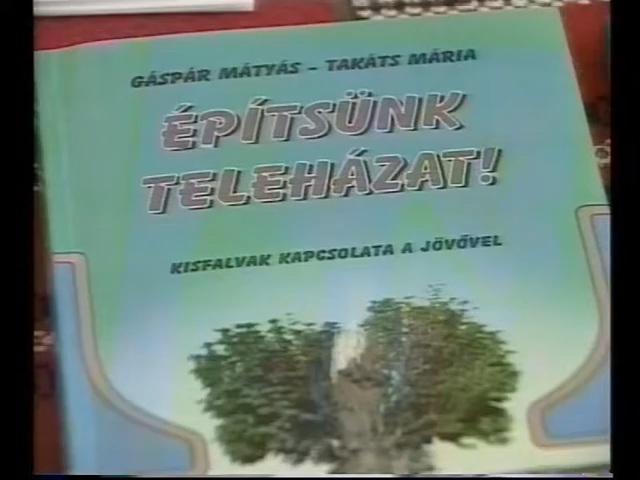 GÁSPÁR MÁTYÁS - TAKÁTS MÁRIA
ÉPÍTSÜNK
TELEHÁZAT!
KISFALVAK KAPCSOLATA A JÖVŐVEL